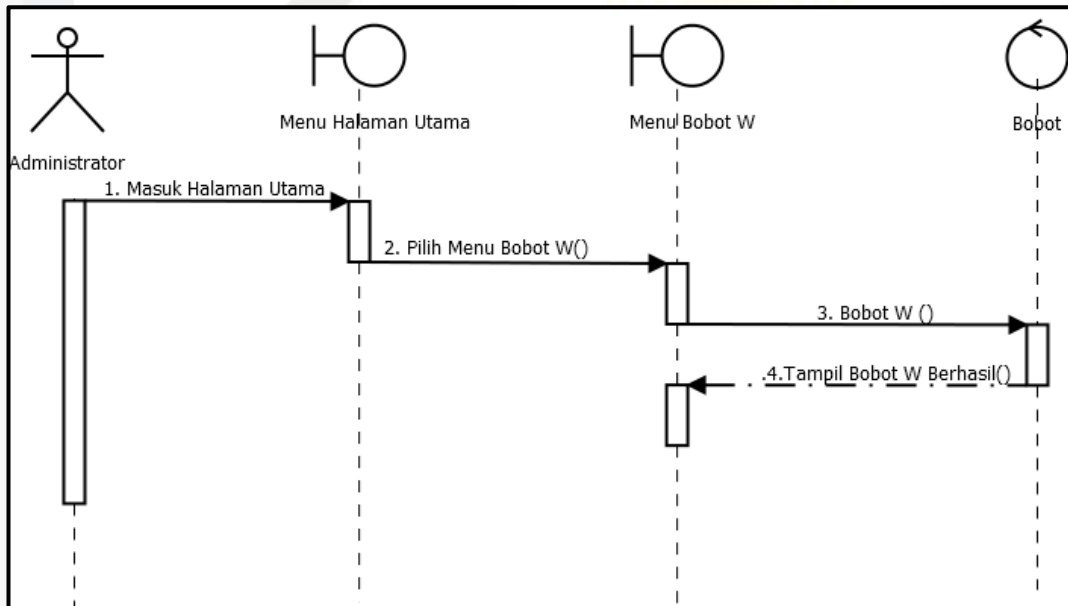 Menu Halaman Utama
Menu Bobot W
Bobot
Administrator
1. Masuk Halaman Utama
2. Pilih Menu Bobot W()
3. Bobot W ()
.4.Tampil Bobot W Berhasil()